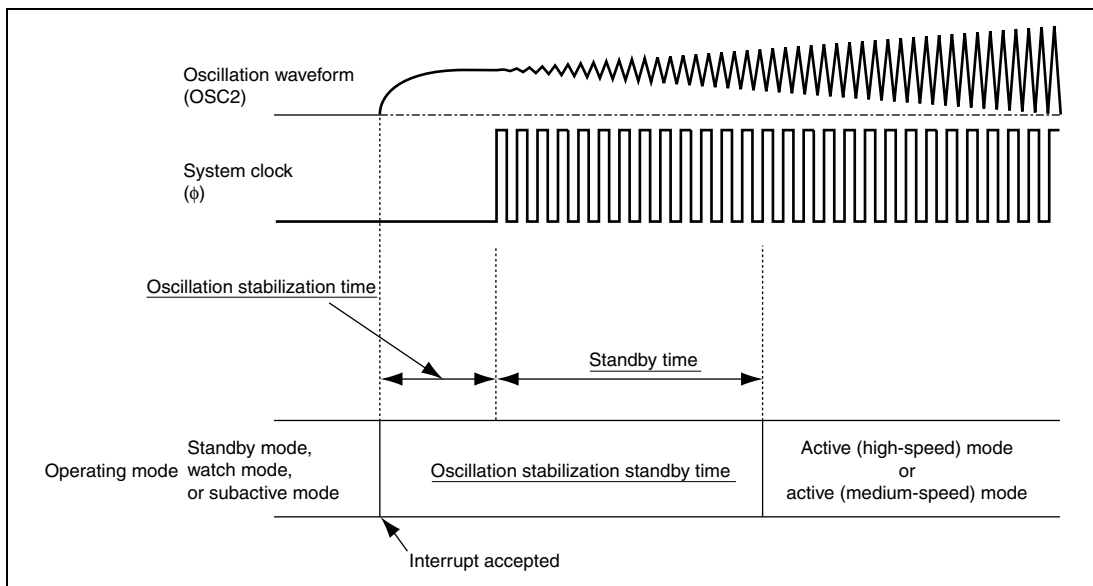 Oscillation waveform
(OSC2)
System clock
(ϕ)
Oscillation stabilization time
Standby time
Operating mode
Standby mode,
watch mode,
or subactive mode
Oscillation stabilization standby time
Active (high-speed) mode
or
active (medium-speed) mode
Interrupt accepted